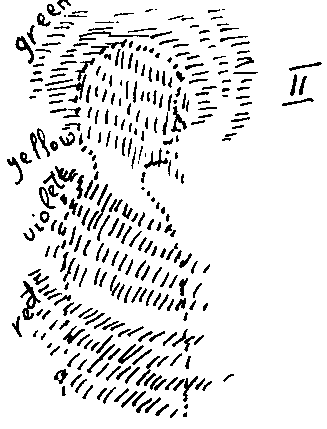 green
II
yellow
violet
red